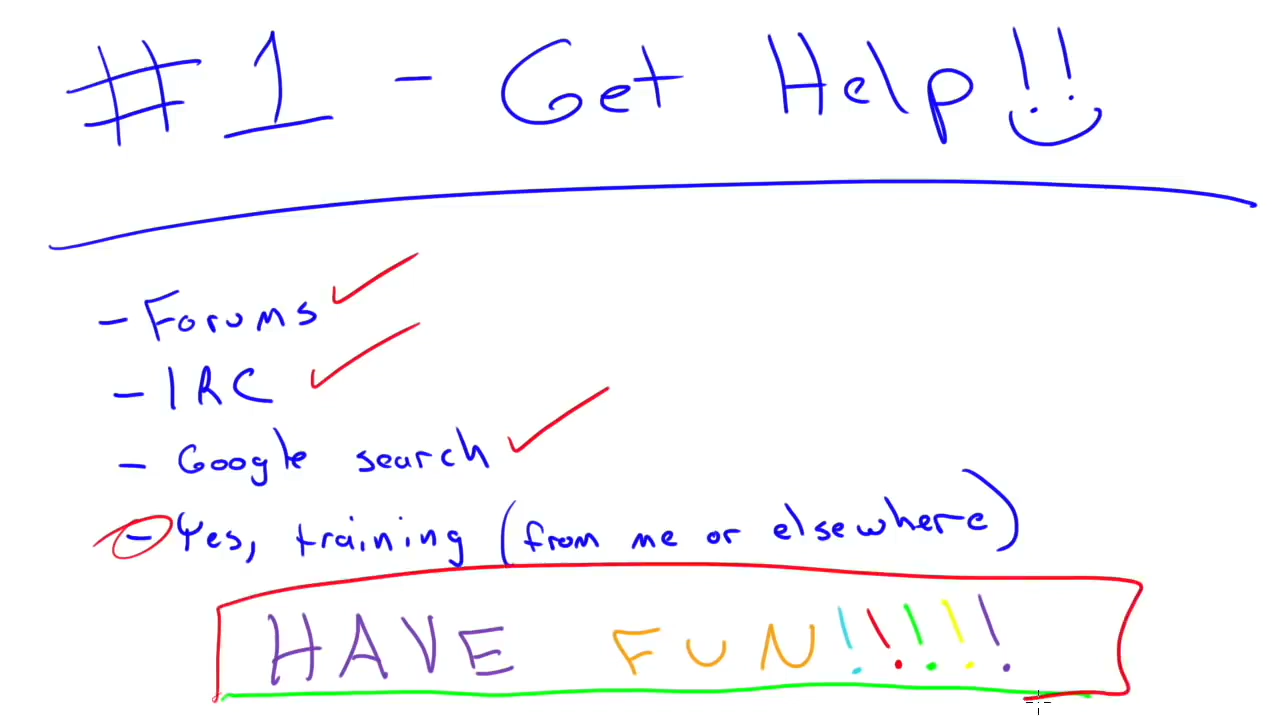 #1 - Get Help!!
- Forums
- IRC
- Google search
- Yes, training (from me or elsewhere)
HAVE FUN!!!!!